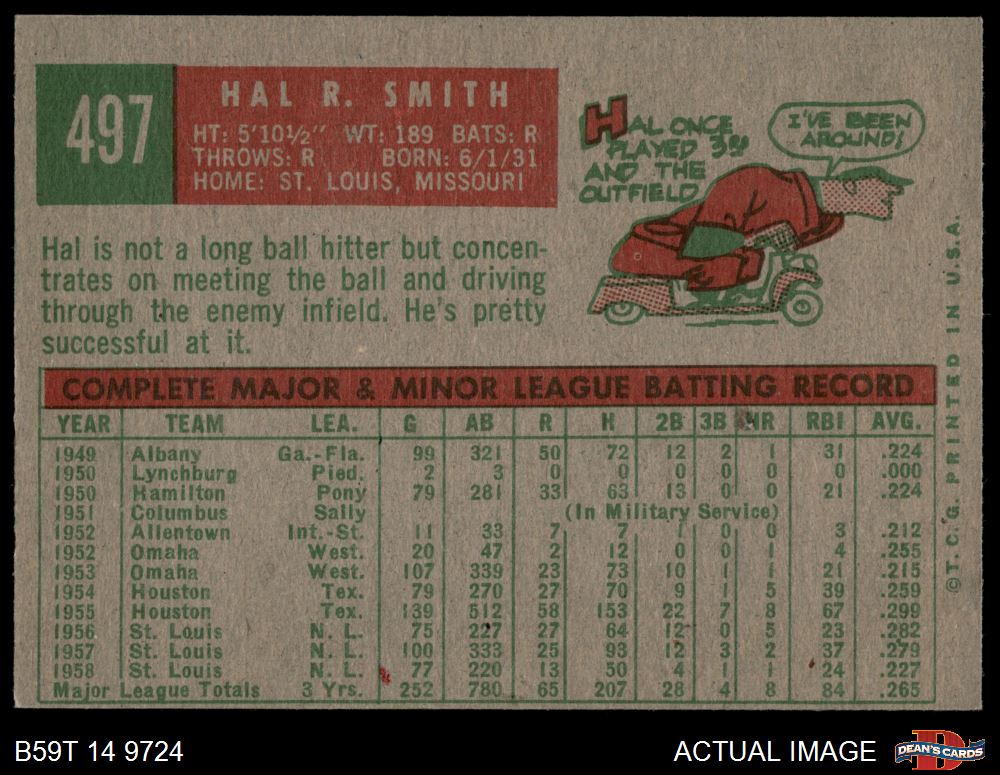 497
HAL R. SMITH
HT: 5'10½" WT: 189 BATS: R
THROWS: R BORN: 6/1/31
HOME: ST. LOUIS, MISSOURI
HAL ONCE
PLAYED 3RD
AND THE
OUTFIELD
I'VE BEEN
AROUND!
Hal is not a long ball hitter but concen-
trates on meeting the ball and driving
through the enemy infield. He's pretty
successful at it.
COMPLETE MAJOR & MINOR LEAGUE BATTING RECORD
YEAR TEAM LEA. G AB R H 2B 3B HR RBI AVG.
1949 Albany Ga.-Fla. 99 321 50 72 12 2 1 31 .224
1950 Lynchburg Pied. 2 3 0 0 0 0 0 0 .000
1950 Hamilton Pony 79 281 33 63 13 0 0 21 .224
1951 Columbus Sally (In Military Service)
1952 Allentown Int.-St. 11 33 7 7 1 0 0 3 .212
1952 Omaha West. 20 47 2 12 0 0 1 4 .255
1953 Omaha West. 107 339 23 73 10 1 1 21 .215
1954 Houston Tex. 79 270 27 70 9 1 5 39 .259
1955 Houston Tex. 139 512 58 153 22 7 8 67 .299
1956 St. Louis N. L. 75 227 27 64 12 0 5 23 .282
1957 St. Louis N. L. 100 333 25 93 12 3 2 37 .279
1958 St. Louis N. L. 77 220 13 50 4 1 1 24 .227
Major League Totals 3 Yrs. 252 780 65 207 28 4 8 84 .265
©T.C.G. PRINTED IN U.S.A.
B59T 14 9724
ACTUAL IMAGE
D
DEAN'S CARDS